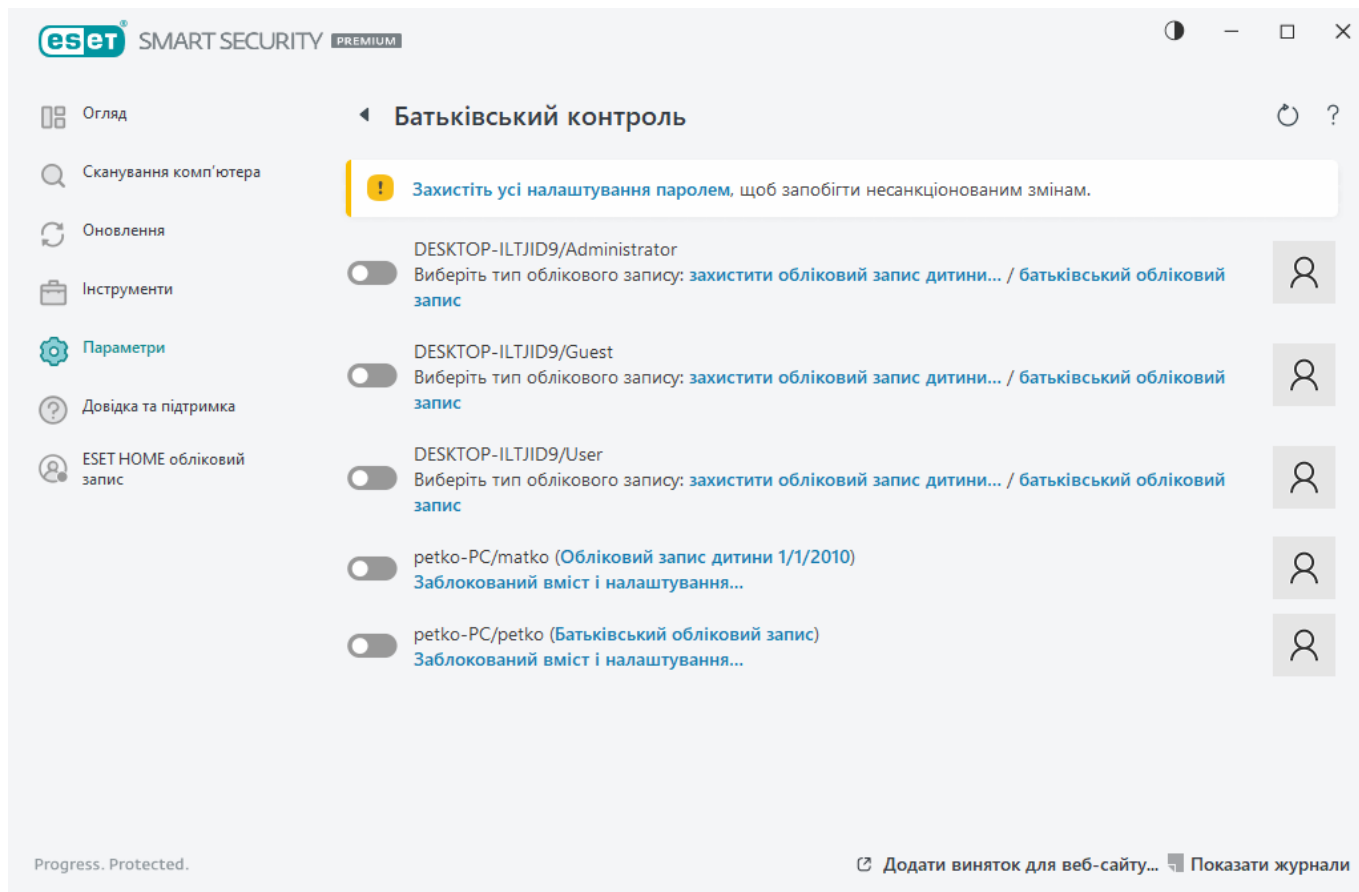 eset® SMART SECURITY PREMIUM
Огляд
Сканування комп'ютера
Оновлення
Інструменти
Параметри
Довідка та підтримка
ESET HOME обліковий
запис
Батьківський контроль
?
! Захистіть усі налаштування паролем, щоб запобігти несанкціонованим змінам.
DESKTOP-ILTJID9/Administrator
Виберіть тип облікового запису: захистити обліковий запис дитини... / батьківський обліковий
запис
DESKTOP-ILTJID9/Guest
Виберіть тип облікового запису: захистити обліковий запис дитини... / батьківський обліковий
запис
DESKTOP-ILTJID9/User
Виберіть тип облікового запису: захистити обліковий запис дитини... / батьківський обліковий
запис
petko-PC/matko (Обліковий запис дитини 1/1/2010)
Заблокований вміст і налаштування...
petko-PC/petko (Батьківський обліковий запис)
Заблокований вміст і налаштування...
Progress. Protected.
Додати виняток для веб-сайту... Показати журнали